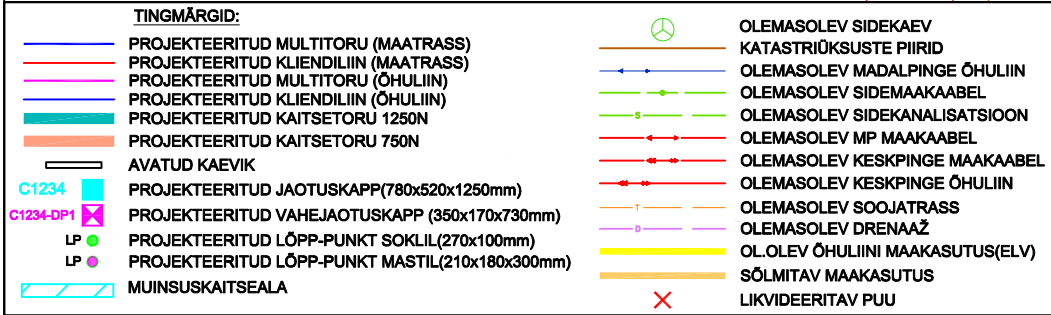 TINGMÄRGID:
PROJEKTEERITUD MULTITORU (MAATRASS)
PROJEKTEERITUD KLIENDILIIN (MAATRASS)
PROJEKTEERITUD MULTITORU (ÕHULIIN)
PROJEKTEERITUD KLIENDILIIN (ÕHULIIN)
PROJEKTEERITUD KAITSETORU 1250N
PROJEKTEERITUD KAITSETORU 750N
AVATUD KAEVIK
C1234 PROJEKTEERITUD JAOTUSKAPP(780x520x1250mm)
C1234-DP1 PROJEKTEERITUD VAHEJAOTUSKAPP (350x170x730mm)
LP PROJEKTEERITUD LÕPP-PUNKT SOKLIL(270x100mm)
LP PROJEKTEERITUD LÕPP-PUNKT MASTIL(210x180x300mm)
MUINSUSKAITSEALA
OLEMASOLEV SIDEKAEV
KATASTRIÜKSUSTE PIIRID
OLEMASOLEV MADALPINGE ÕHULIIN
OLEMASOLEV SIDEMAAKAABEL
S OLEMASOLEV SIDEKANALISATSIOON
OLEMASOLEV MP MAAKAABEL
OLEMASOLEV KESKPINGE MAAKAABEL
OLEMASOLEV KESKPINGE ÕHULIIN
T OLEMASOLEV SOOJATRASS
D OLEMASOLEV DRENAAŽ
OL.OLEV ÕHULIINI MAAKASUTUS(ELV)
SÕLMITAV MAAKASUTUS
LIKVIDEERITAV PUU